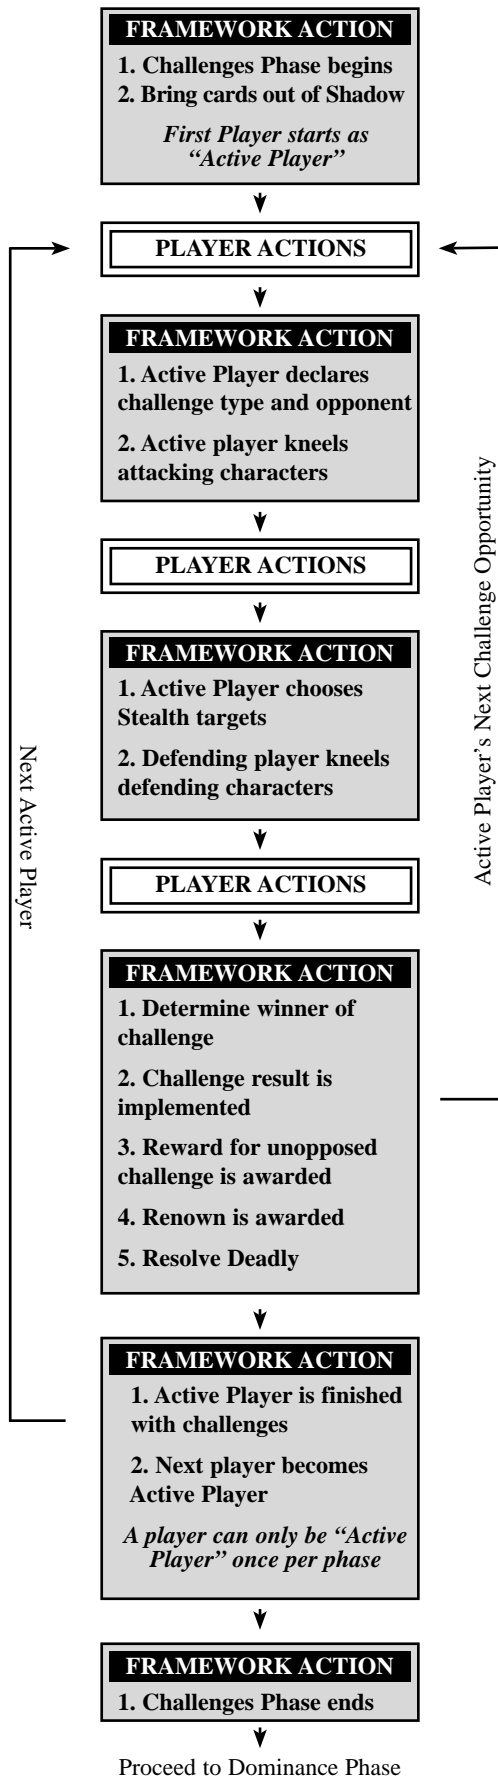 FRAMEWORK ACTION
1. Challenges Phase begins
2. Bring cards out of Shadow
First Player starts as
“Active Player”
PLAYER ACTIONS
FRAMEWORK ACTION
1. Active Player declares
challenge type and opponent
2. Active player kneels
attacking characters
PLAYER ACTIONS
FRAMEWORK ACTION
1. Active Player chooses
Stealth targets
2. Defending player kneels
defending characters
PLAYER ACTIONS
FRAMEWORK ACTION
1. Determine winner of
challenge
2. Challenge result is
implemented
3. Reward for unopposed
challenge is awarded
4. Renown is awarded
5. Resolve Deadly
FRAMEWORK ACTION
1. Active Player is finished
with challenges
2. Next player becomes
Active Player
A player can only be “Active
Player” once per phase
FRAMEWORK ACTION
1. Challenges Phase ends
Proceed to Dominance Phase
Next Active Player
Active Player’s Next Challenge Opportunity